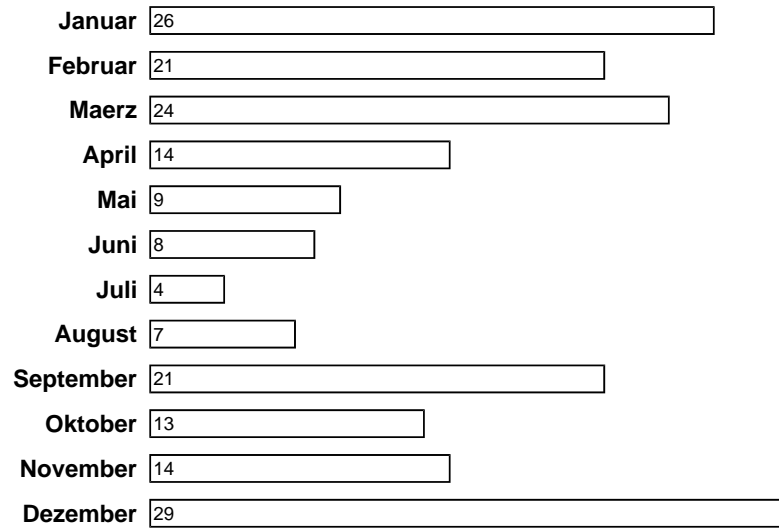 Januar 26
Februar 21
Maerz 24
April 14
Mai 9
Juni 8
Juli 4
August 7
September 21
Oktober 13
November 14
Dezember 29